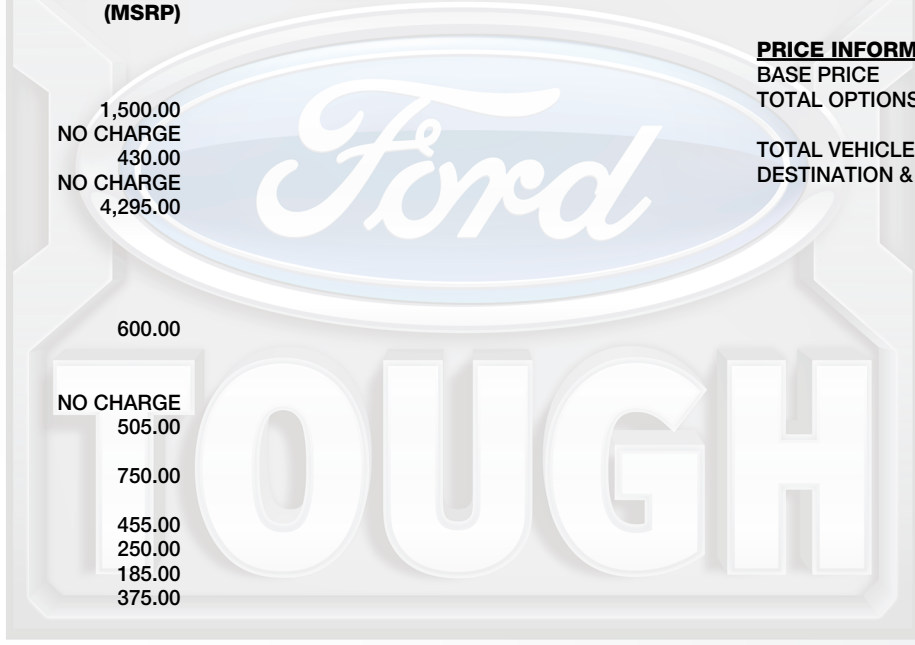 (MSRP)
1,500.00
NO CHARGE
430.00
NO CHARGE
4,295.00
600.00
NO CHARGE
505.00
750.00
455.00
250.00
185.00
375.00
PRICE INFORM
BASE PRICE
TOTAL OPTIONS
TOTAL VEHICLE
DESTINATION &
Ford
TOUGH